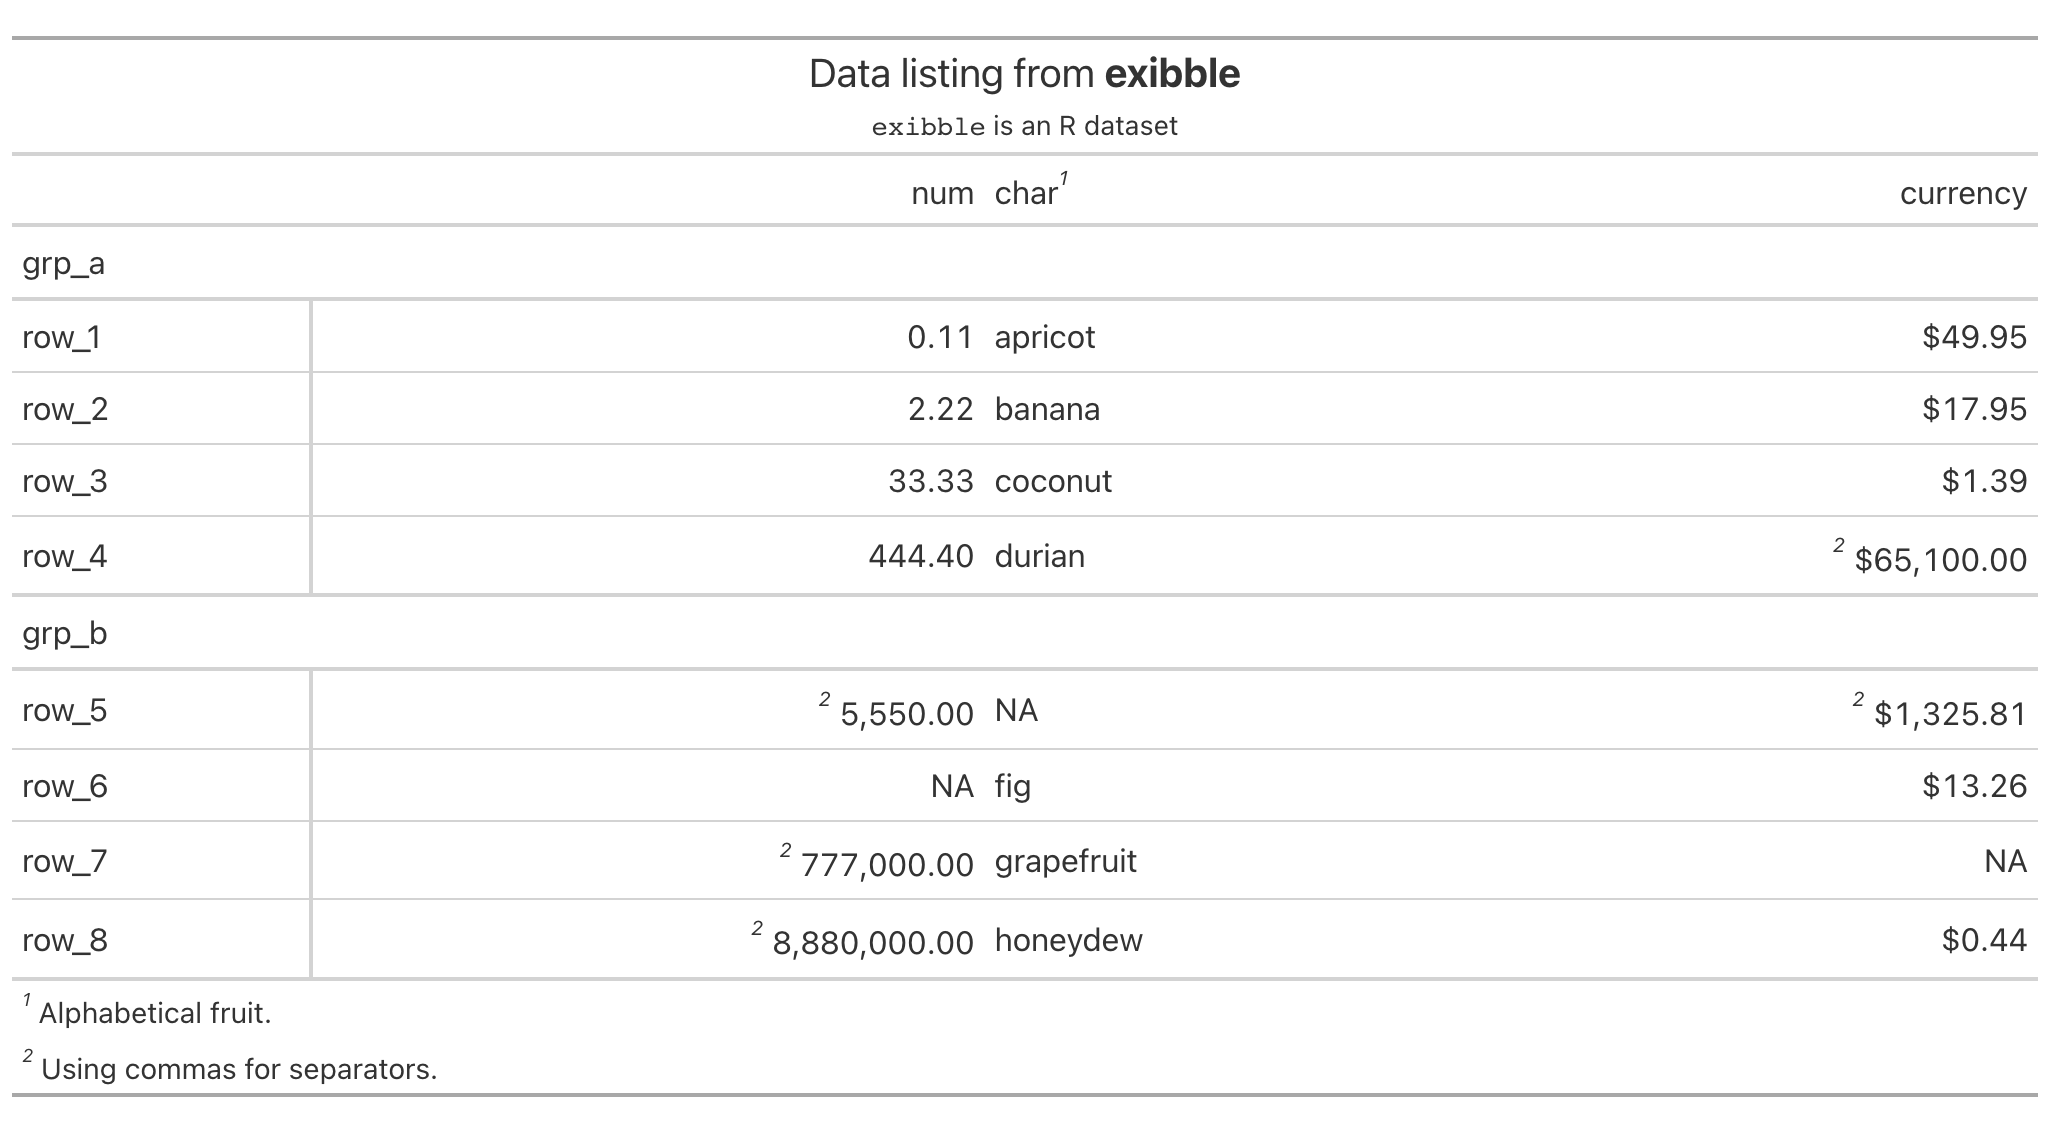 Data listing from exibble
exibble is an R dataset
num char1 currency
grp_a
row_1 0.11 apricot $49.95
row_2 2.22 banana $17.95
row_3 33.33 coconut $1.39
row_4 444.40 durian 2 $65,100.00
grp_b
row_5 2 5,550.00 NA 2 $1,325.81
row_6 NA fig $13.26
row_7 2 777,000.00 grapefruit NA
row_8 2 8,880,000.00 honeydew $0.44
1 Alphabetical fruit.
2 Using commas for separators.